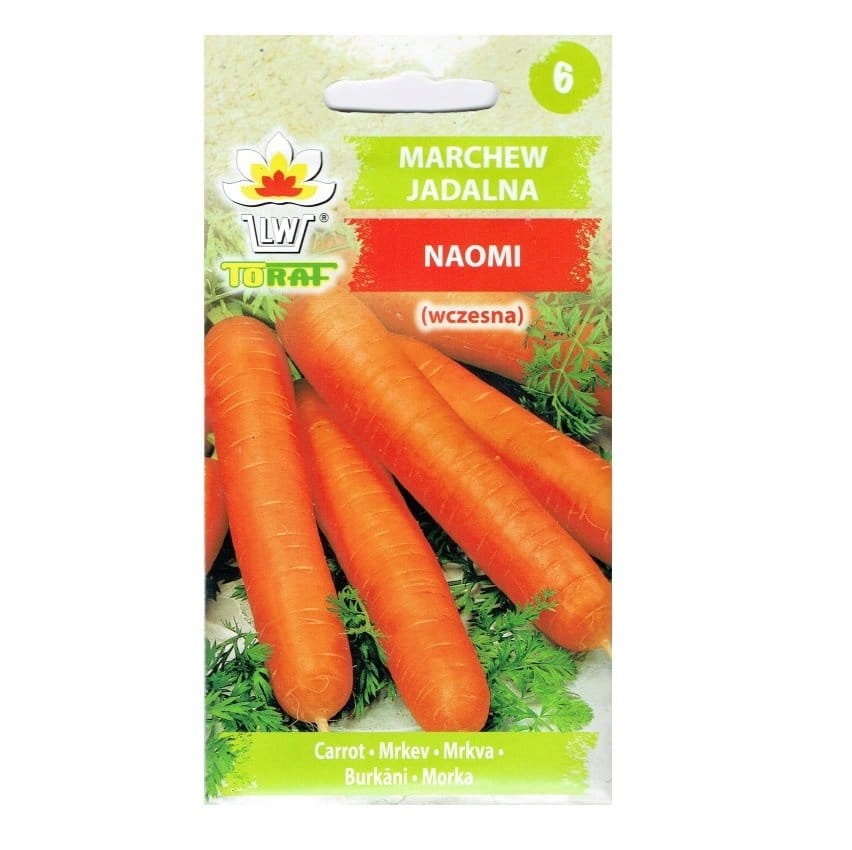 6
MARCHEW
JADALNA
LW®
TORAF
NAOMI
(wczesna)
Carrot • Mrkev • Mrkva •
Burkāni • Morka